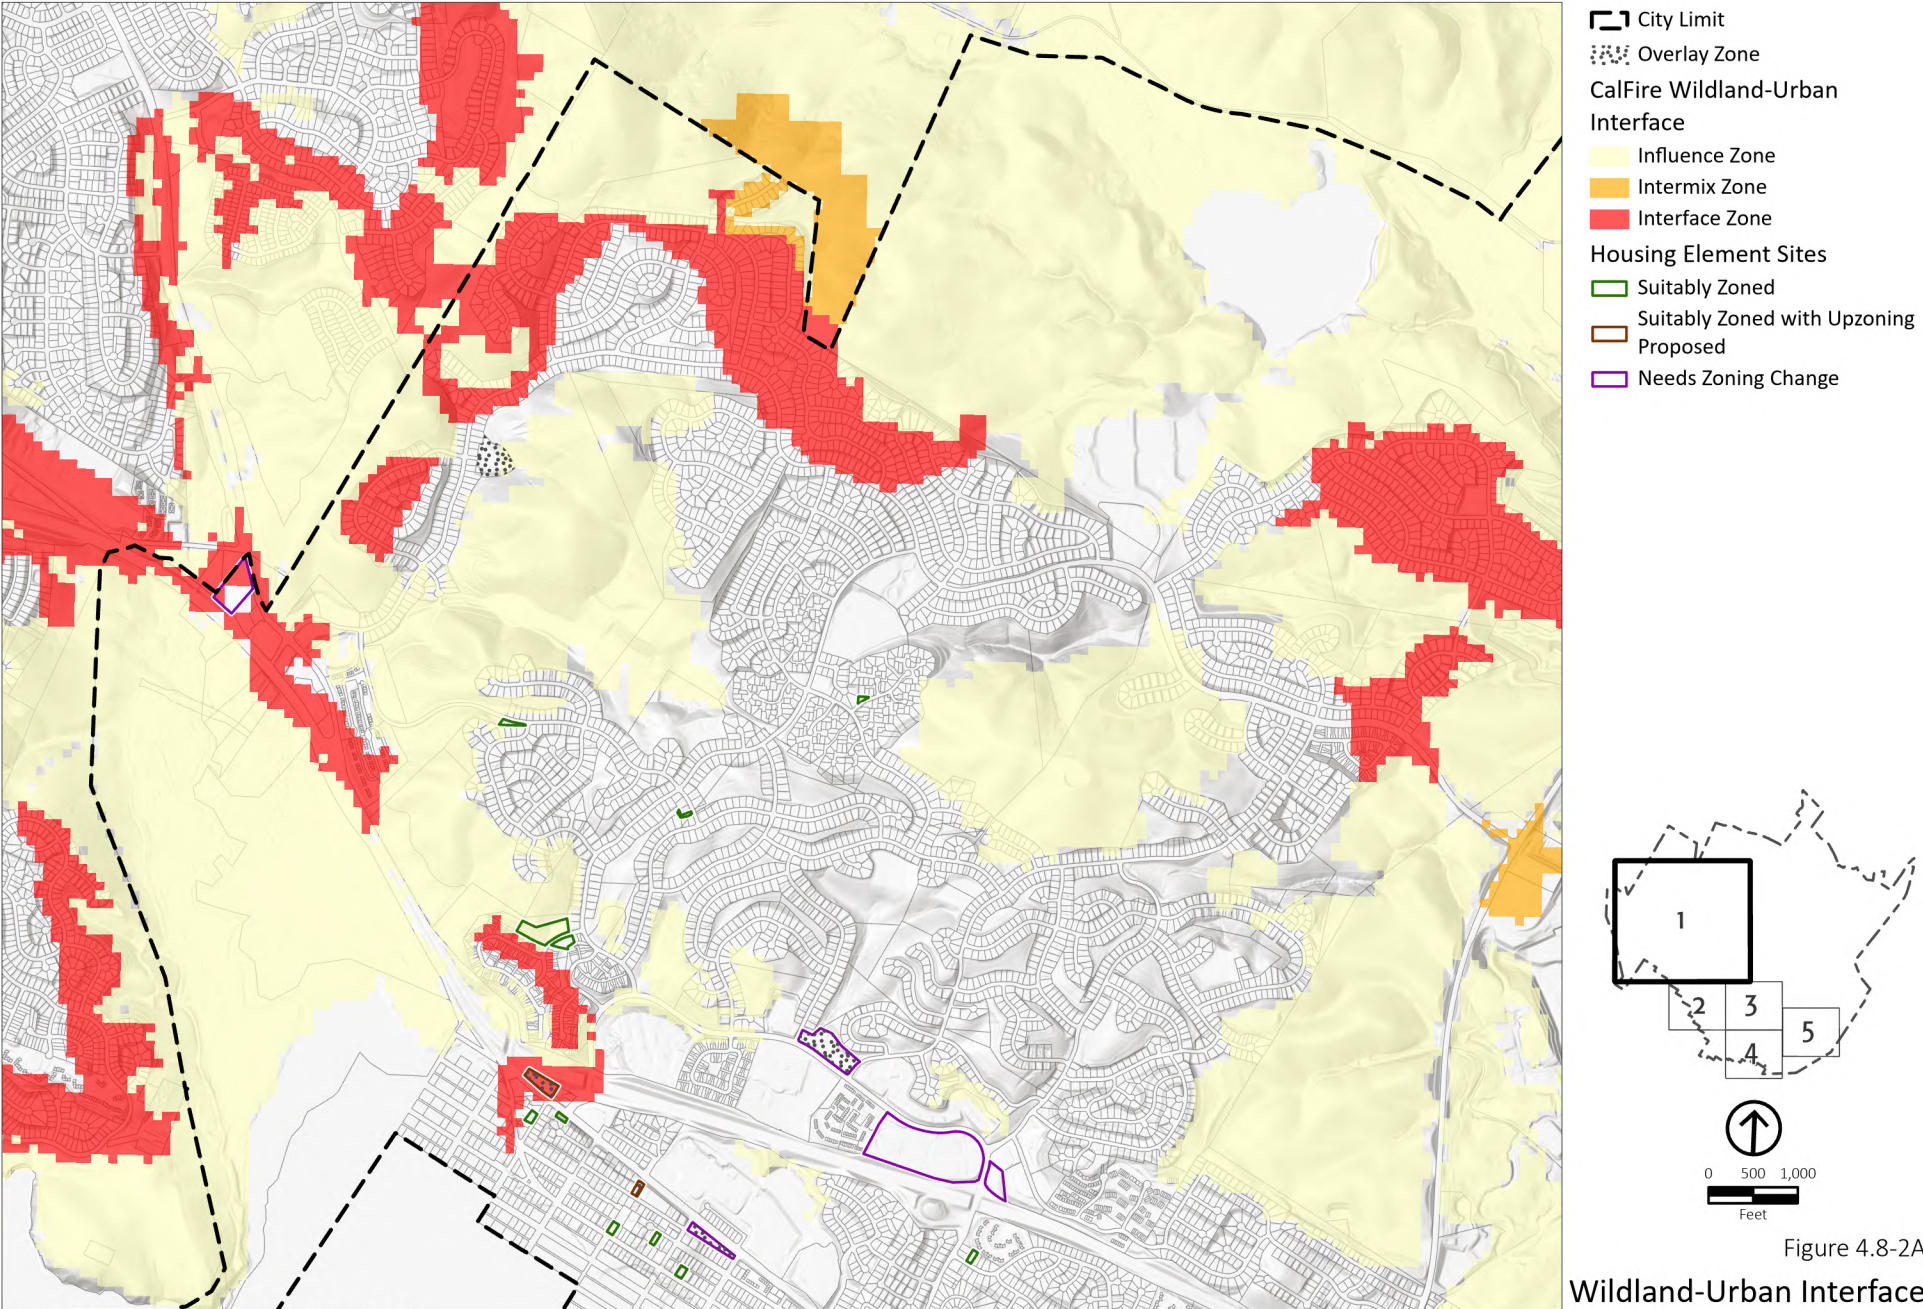 City Limit
Overlay Zone
CalFire Wildland-Urban
Interface
Influence Zone
Intermix Zone
Interface Zone
Housing Element Sites
Suitably Zoned
Suitably Zoned with Upzoning
Proposed
Needs Zoning Change
1
2
3
4
5
0 500 1,000
Feet
Figure 4.8-2A
Wildland-Urban Interface